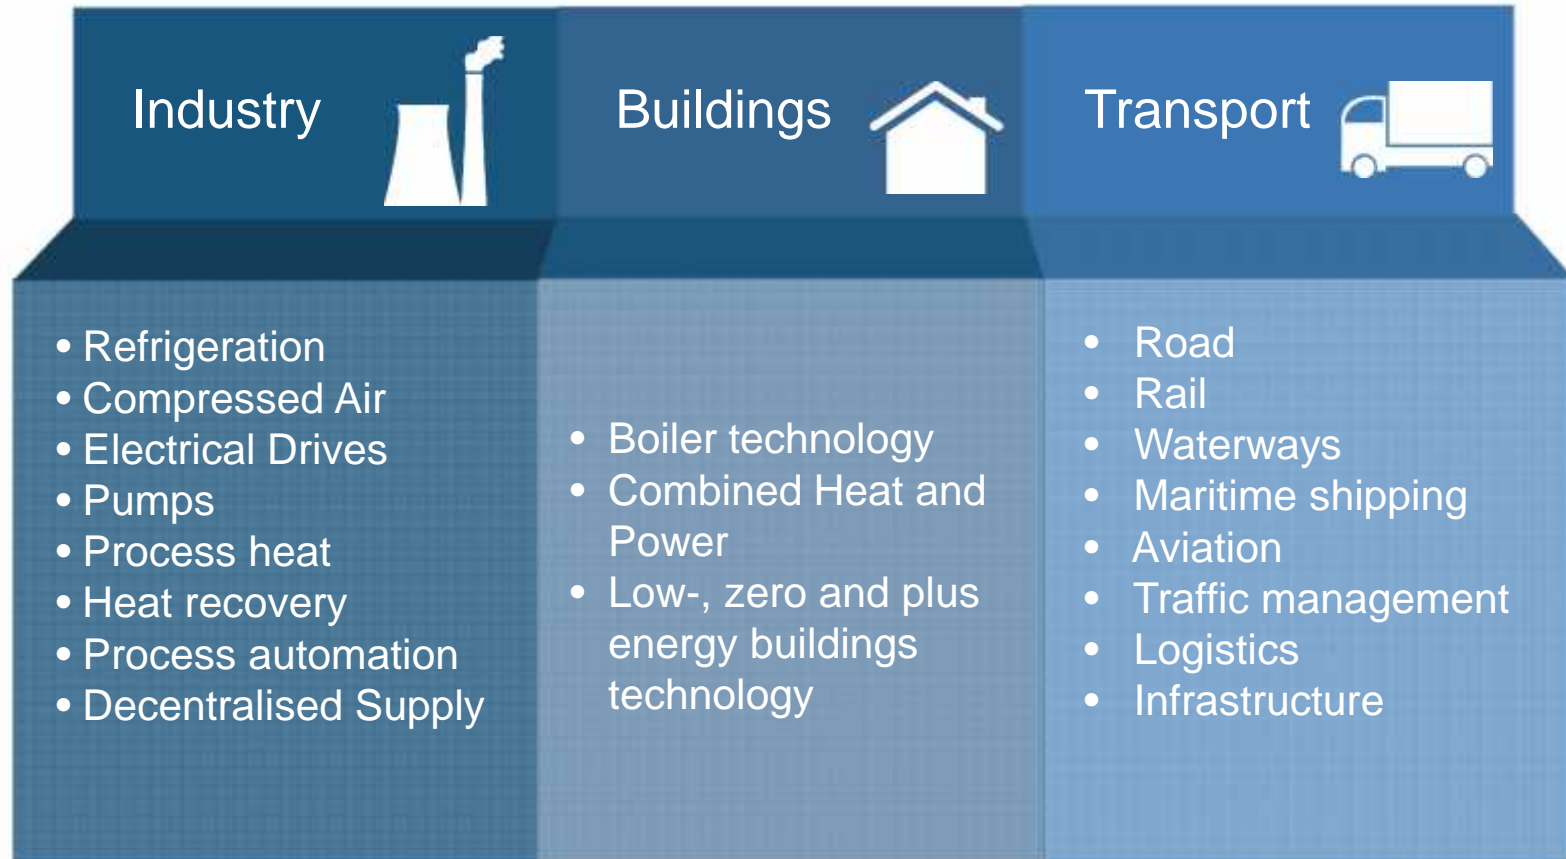 Industry
• Refrigeration
• Compressed Air
• Electrical Drives
• Pumps
• Process heat
• Heat recovery
• Process automation
• Decentralised Supply
Buildings
• Boiler technology
• Combined Heat and
Power
• Low-, zero and plus
energy buildings
technology
Transport
• Road
• Rail
• Waterways
• Maritime shipping
• Aviation
• Traffic management
• Logistics
• Infrastructure